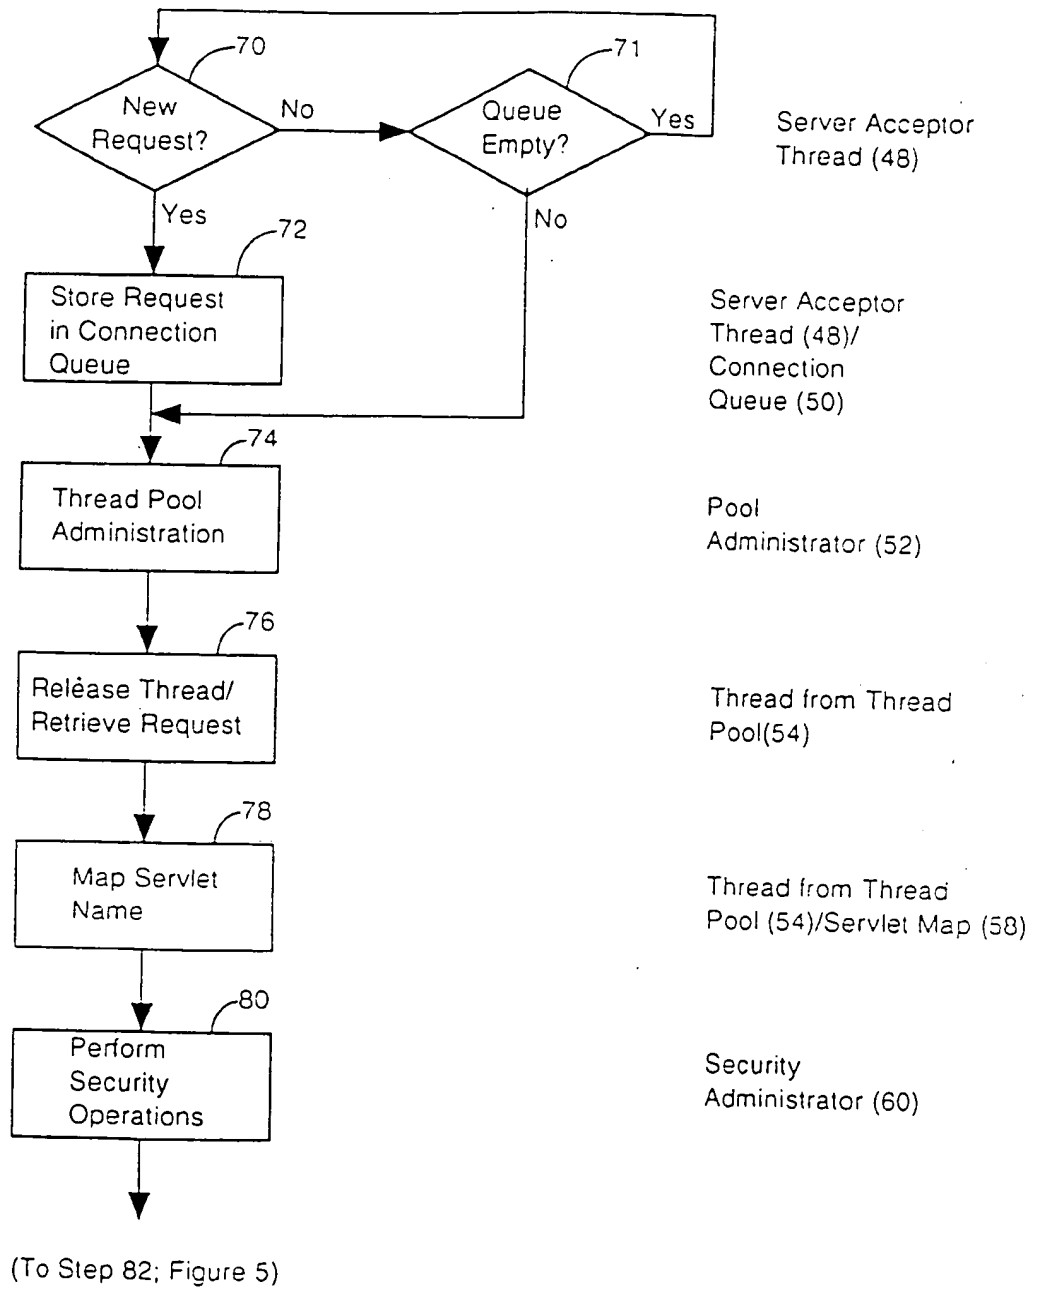 70
71
New
Request?
No
Queue
Empty?
Yes
Server Acceptor
Thread (48)
Yes
No
72
Store Request
in Connection
Queue
Server Acceptor
Thread (48)/
Connection
Queue (50)
74
Thread Pool
Administration
Pool
Administrator (52)
76
Release Thread/
Retrieve Request
Thread from Thread
Pool(54)
78
Map Servlet
Name
Thread from Thread
Pool (54)/Servlet Map (58)
80
Perform
Security
Operations
Security
Administrator (60)
(To Step 82; Figure 5)